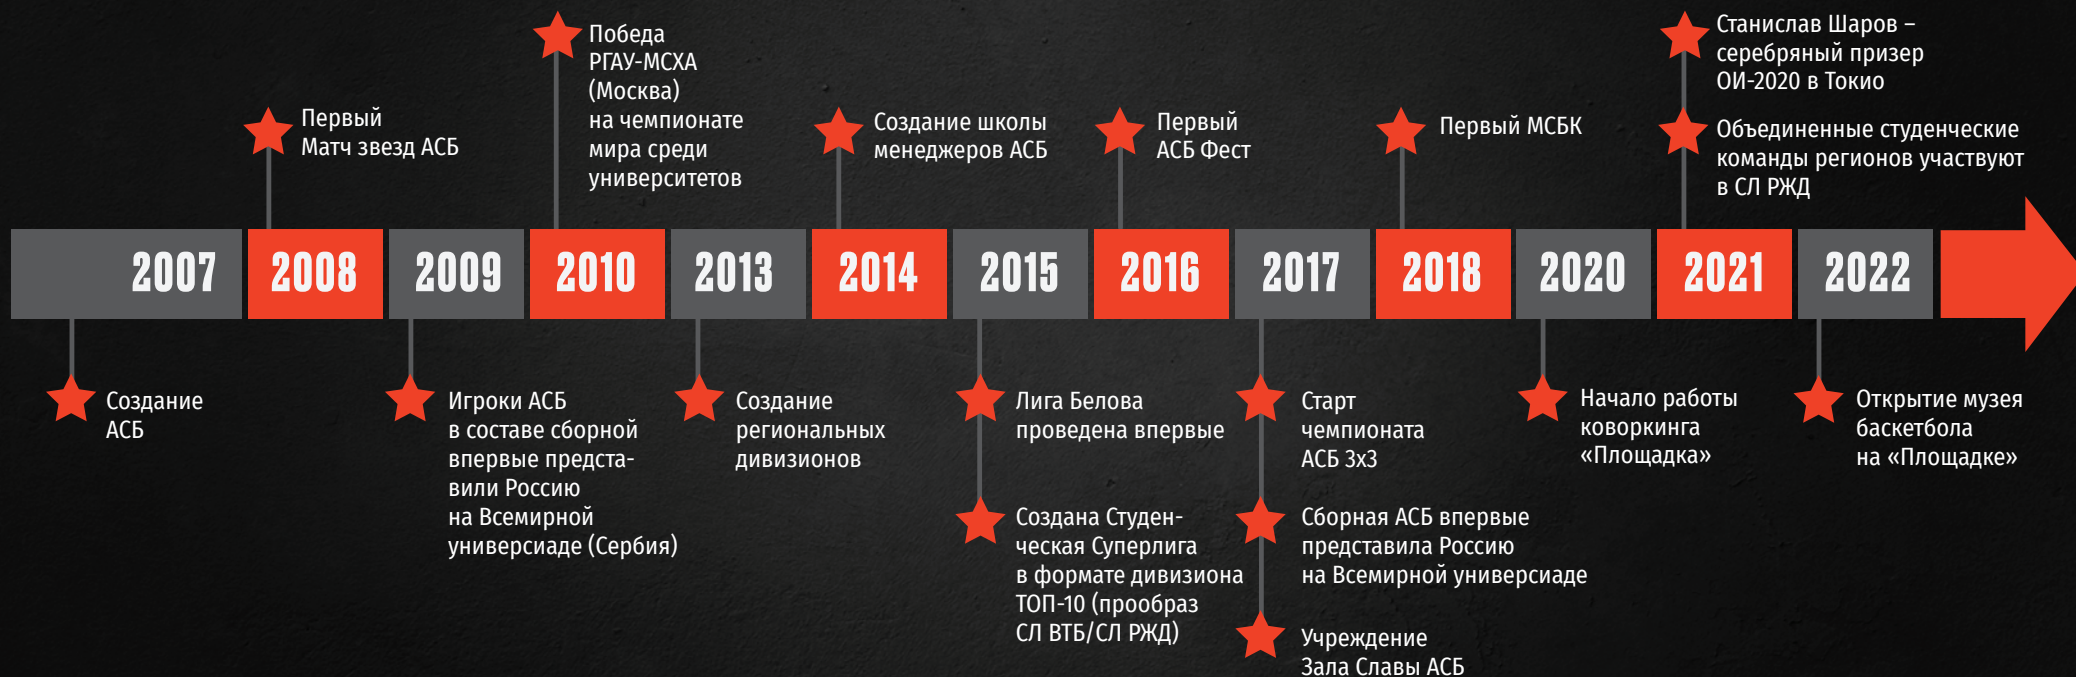 Победа
РГАУ-МСХА
(Москва)
на чемпионате
мира среди
университетов
Станислав Шаров –
серебряный призер
ОИ-2020 в Токио
Первый
Матч звезд АСБ
Создание школы
менеджеров АСБ
Первый
АСБ Фест
Первый МСБК
Объединенные студенческие
команды регионов участвуют
в СЛ РЖД
2007 2008 2009 2010 2013 2014 2015 2016 2017 2018 2020 2021 2022
Создание
АСБ
Игроки АСБ
в составе сборной
впервые предста-
вили Россию
на Всемирной
универсиаде (Сербия)
Создание
региональных
дивизионов
Лига Белова
проведена впервые
Создана Студен-
ческая Суперлига
в формате дивизиона
ТОП-10 (прообраз
СЛ ВТБ/СЛ РЖД)
Старт
чемпионата
АСБ 3х3
Сборная АСБ впервые
представила Россию
на Всемирной универсиаде
Учреждение
Зала Славы АСБ
Начало работы
коворкинга
«Площадка»
Открытие музея
баскетбола
на «Площадке»